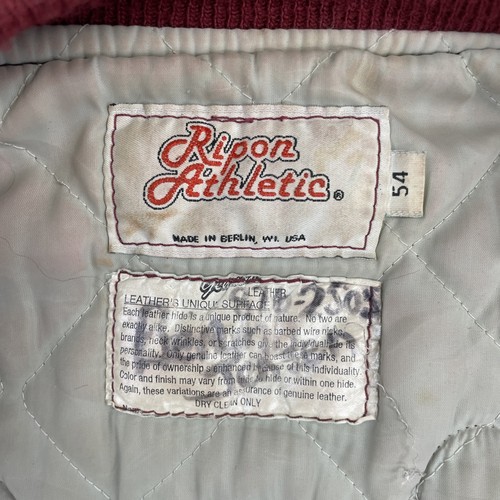 Ripon
Athletic®
54
MADE IN BERLIN, WI. USA
Genuine
LEATHER
LEATHER'S UNIQUE SURFACE
Each leather hide is a unique product of nature. No two are
exactly alike. Distinctive marks such as barbed wire nicks,
brands, neck wrinkles, or scratches give the individual hide its
personality. Only genuine leather can boast these marks, and
the pride of ownership is enhanced because of this individuality.
Color and finish may vary from hide to hide or within one hide.
Again, these variations are an assurance of genuine leather.
DRY CLEAN ONLY